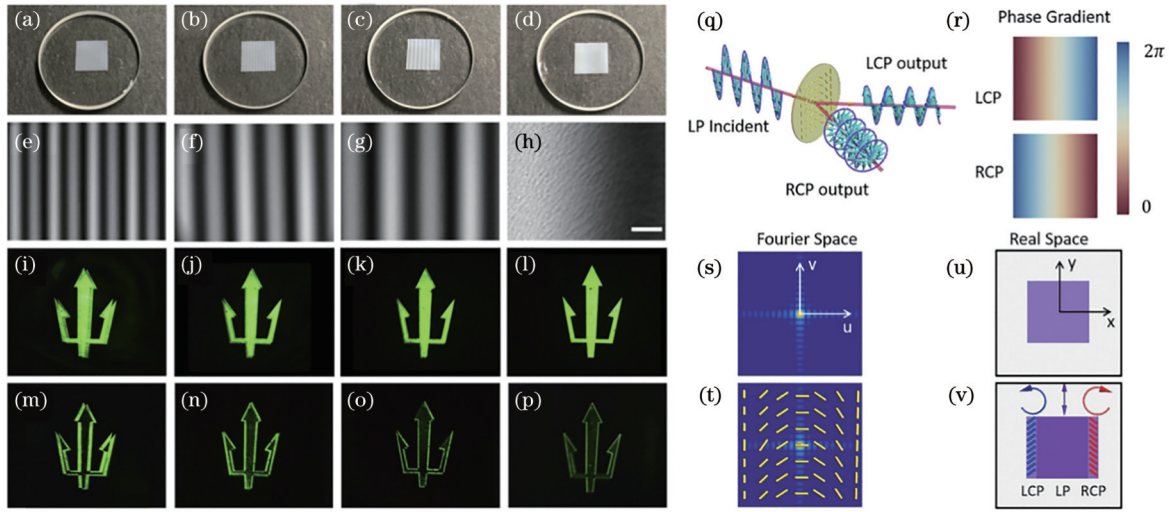 (a)
(b)
(c)
(d)
(e)
(f)
(g)
(h)
(i)
(j)
(k)
(l)
(m)
(n)
(o)
(p)
(q)
LP Incident
LCP output
RCP output
(r)
Phase Gradient
LCP
RCP
2π
0
Fourier Space
Real Space
(s)
v
u
(u)
y
x
(t)
(v)
LCP LP RCP